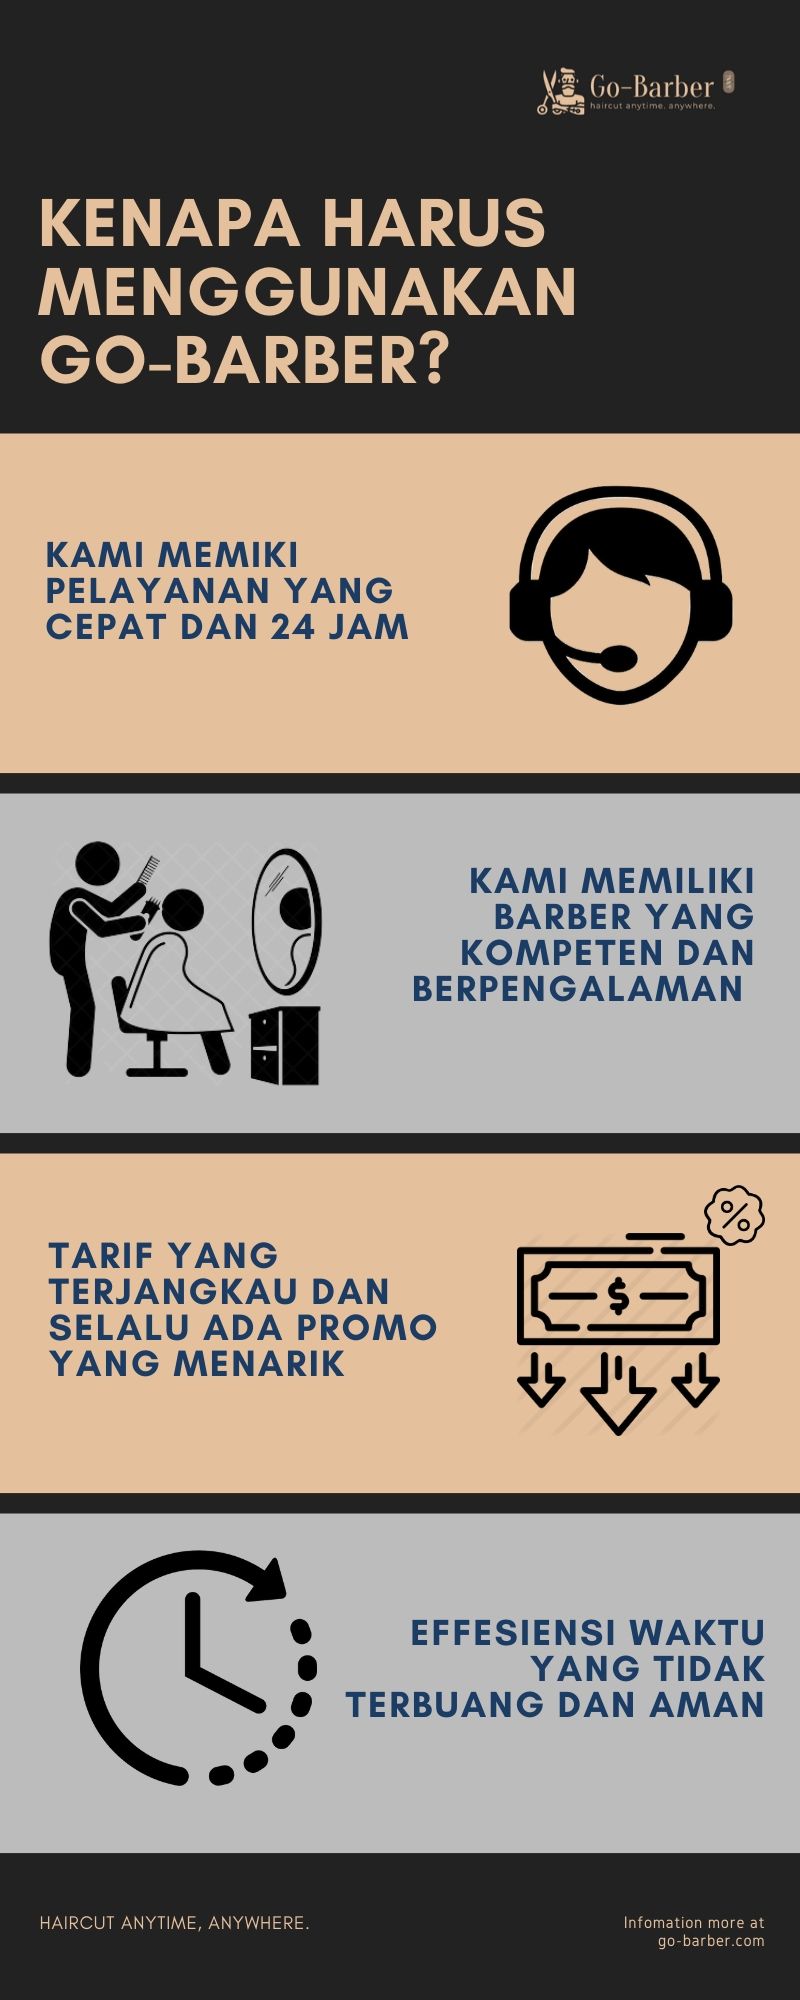 Go-Barber
haircut anytime. anywhere.
KENAPA HARUS
MENGGUNAKAN
GO-BARBER?
KAMI MEMIKI
PELAYANAN YANG
CEPAT DAN 24 JAM
KAMI MEMILIKI
BARBER YANG
KOMPETEN DAN
BERPENGALAMAN
TARIF YANG
TERJANGKAU DAN
SELALU ADA PROMO
YANG MENARIK
%
$
EFFESIENSI WAKTU
YANG TIDAK
TERBUANG DAN AMAN
HAIRCUT ANYTIME, ANYWHERE.
Infomation more at
go-barber.com